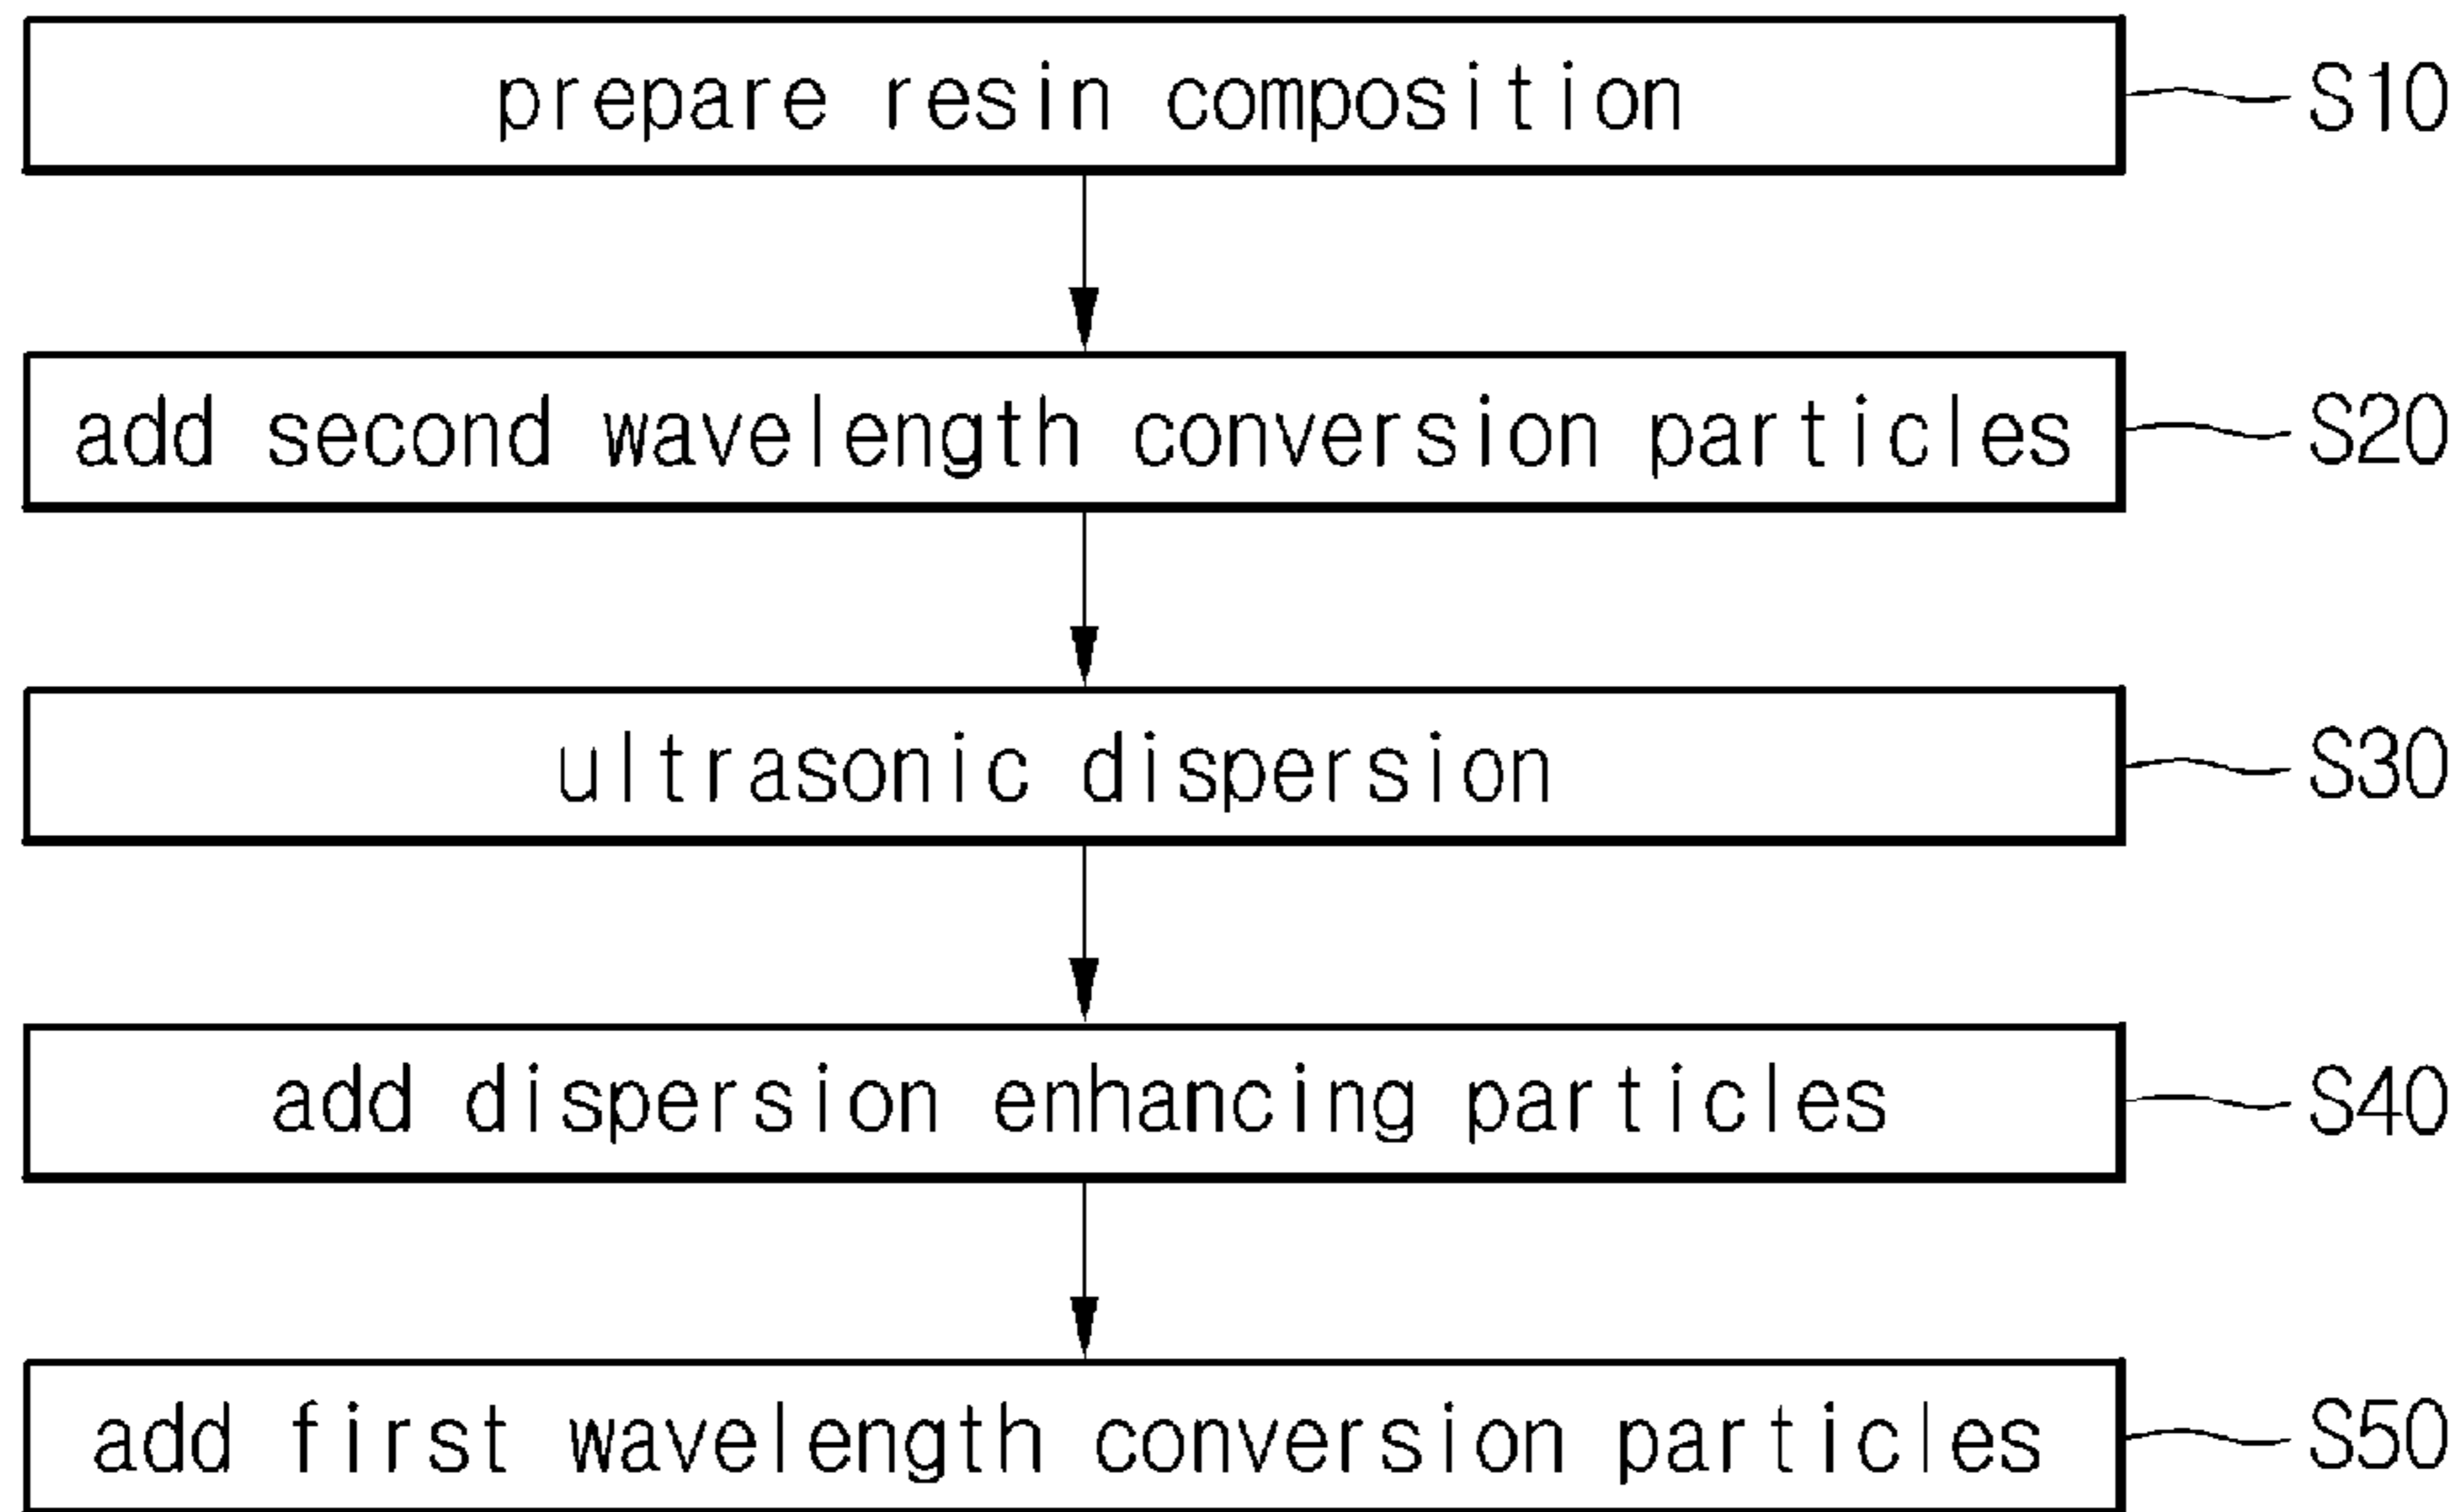 prepare resin composition S10
add second wavelength conversion particles S20
ultrasonic dispersion S30
add dispersion enhancing particles S40
add first wavelength conversion particles S50